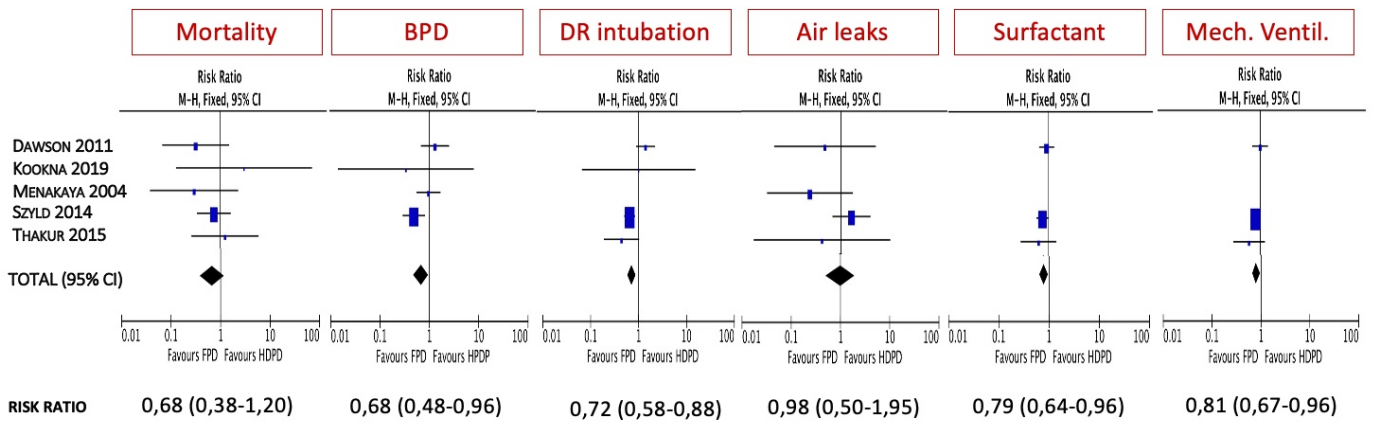 Mortality BPD DR intubation Air leaks Surfactant Mech. Ventil.
Risk Ratio Risk Ratio Risk Ratio Risk Ratio Risk Ratio Risk Ratio
M-H, Fixed, 95% CI M-H, Fixed, 95% CI M-H, Fixed, 95% CI M-H, Fixed, 95% CI M-H, Fixed, 95% CI M-H, Fixed, 95% CI
DAWSON 2011
KOOKNA 2019
MENAKAYA 2004
SZYLD 2014
THAKUR 2015
TOTAL (95% CI)
0.01 0.1 1 10 100 0.01 0.1 1 10 100 0.01 0.1 1 10 100 0.01 0.1 1 10 100 0.01 0.1 1 10 100 0.01 0.1 1 10 100
Favours FPD Favours HDPD Favours FPD Favours HPDP Favours FPD Favours HDPD Favours FPD Favours HDPD Favours FPD Favours HDPD Favours FPD Favours HDPD
RISK RATIO 0,68 (0,38-1,20) 0,68 (0,48-0,96) 0,72 (0,58-0,88) 0,98 (0,50-1,95) 0,79 (0,64-0,96) 0,81 (0,67-0,96)